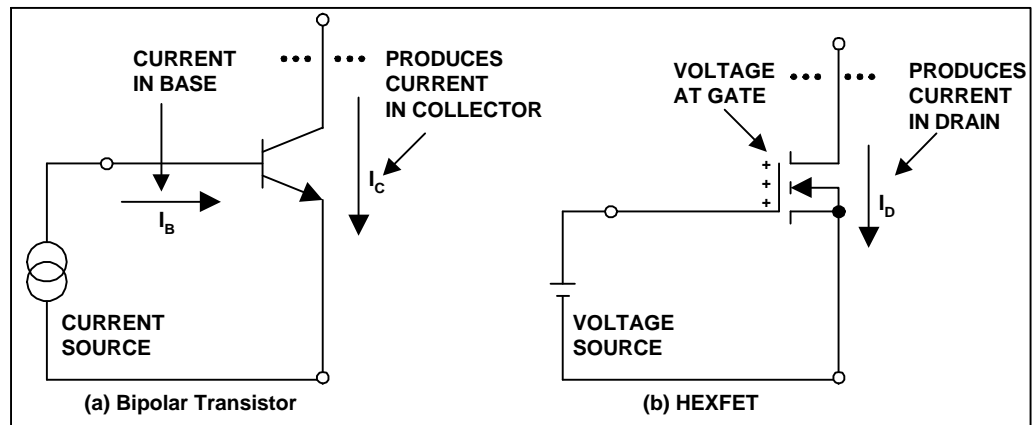 CURRENT
IN BASE
PRODUCES
CURRENT
IN COLLECTOR
I_B
I_C
CURRENT
SOURCE
(a) Bipolar Transistor
VOLTAGE
AT GATE
PRODUCES
CURRENT
IN DRAIN
+
+
+
I_D
VOLTAGE
SOURCE
(b) HEXFET